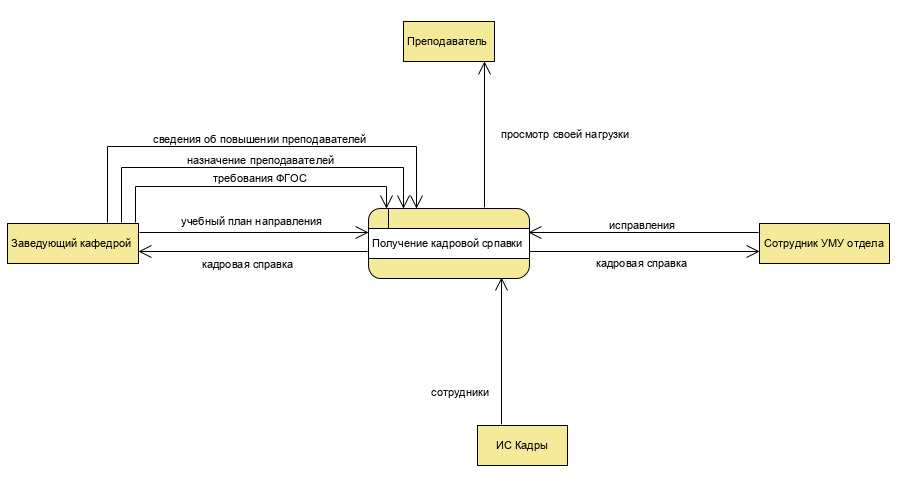 Преподаватель
просмотр своей нагрузки
сведения об повышении преподавателей
назначение преподавателей
требования ФГОС
учебный план направления
Заведующий кафедрой
кадровая справка
Получение кадровой српавки
исправления
Сотрудник УМУ отдела
кадровая справка
сотрудники
ИС Кадры